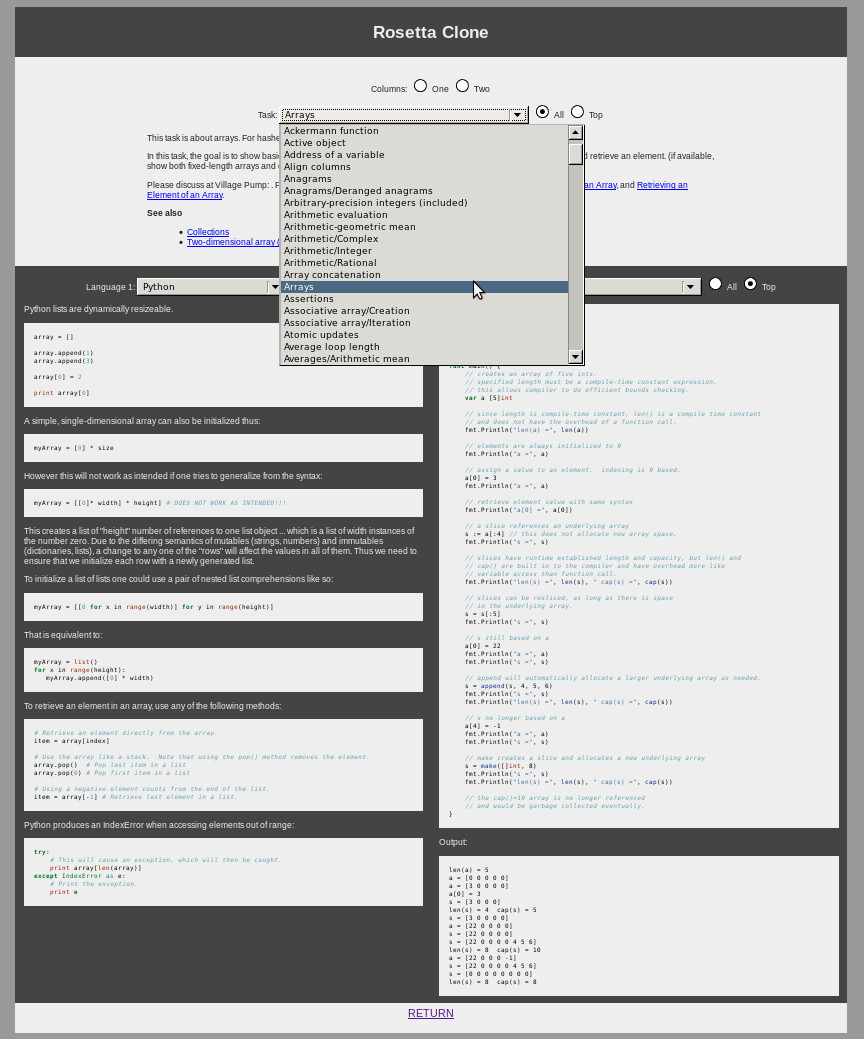 Rosetta Clone
Columns: One Two
Task: Arrays All Top
This task is about arrays. For hashe
In this task, the goal is to show basi
d retrieve an element. (if available,
show both fixed-length arrays and
Please discuss at Village Pump: . F
an Array, and Retrieving an
Element of an Array.
See also
Collections
Two-dimensional array (
Ackermann function
Active object
Address of a variable
Align columns
Anagrams
Anagrams/Deranged anagrams
Arbitrary-precision integers (included)
Arithmetic evaluation
Arithmetic-geometric mean
Arithmetic/Complex
Arithmetic/Integer
Arithmetic/Rational
Array concatenation
Arrays
Assertions
Associative array/Creation
Associative array/Iteration
Atomic updates
Average loop length
Averages/Arithmetic mean
Language 1: Python
All Top
Python lists are dynamically resizeable.
array = []
array.append(1)
array.append(3)
array[0] = 2
print array[0]
A simple, single-dimensional array can also be initialized thus:
myArray = [0] * size
However this will not work as intended if one tries to generalize from the syntax:
myArray = [[0]* width] * height] # DOES NOT WORK AS INTENDED!!!
This creates a list of "height" number of references to one list object ... which is a list of width instances of
the number zero. Due to the differing semantics of mutables (strings, numbers) and immutables
(dictionaries, lists), a change to any one of the "rows" will affect the values in all of them. Thus we need to
ensure that we initialize each row with a newly generated list.
To initialize a list of lists one could use a pair of nested list comprehensions like so:
myArray = [[0 for x in range(width)] for y in range(height)]
That is equivalent to:
myArray = list()
for x in range(height):
myArray.append([0] * width)
To retrieve an element in an array, use any of the following methods:
# Retrieve an element directly from the array.
item = array[index]
# Use the array like a stack.  Note that using the pop() method removes the element.
array.pop()  # Pop last item in a list
array.pop(0) # Pop first item in a list
# Using a negative element counts from the end of the list.
item = array[-1] # Retrieve last element in a list.
Python produces an IndexError when accessing elements out of range:
try:
# This will cause an exception, which will then be caught.
print array[len(array)]
except IndexError as e:
# Print the exception.
print e
func main() {
// creates an array of five ints.
// specified length must be a compile-time constant expression.
// this allows compiler to do efficient bounds checking.
var a [5]int
// since length is compile-time constant, len() is a compile time constant
// and does not have the overhead of a function call.
fmt.Println("len(a) =", len(a))
// elements are always initialized to 0
fmt.Println("a =", a)
// assign a value to an element.  indexing is 0 based.
a[0] = 3
fmt.Println("a =", a)
// retrieve element value with same syntax
fmt.Println("a[0] =", a[0])
// a slice references an underlying array
s := a[:4] // this does not allocate new array space.
fmt.Println("s =", s)
// slices have runtime established length and capacity, but len() and
// cap() are built in to the compiler and have overhead more like
// variable access than function call.
fmt.Println("len(s) =", len(s), " cap(s) =", cap(s))
// slices can be resliced, as long as there is space
// in the underlying array.
s = s[:5]
fmt.Println("s =", s)
// s still based on a
a[0] = 22
fmt.Println("a =", a)
fmt.Println("s =", s)
// append will automatically allocate a larger underlying array as needed.
s = append(s, 4, 5, 6)
fmt.Println("s =", s)
fmt.Println("len(s) =", len(s), " cap(s) =", cap(s))
// s no longer based on a
a[4] = -1
fmt.Println("a =", a)
fmt.Println("s =", s)
// make creates a slice and allocates a new underlying array
s = make([]int, 8)
fmt.Println("s =", s)
fmt.Println("len(s) =", len(s), " cap(s) =", cap(s))
// the cap()=10 array is no longer referenced
// and would be garbage collected eventually.
}
Output:
len(a) = 5
a = [0 0 0 0 0]
a = [3 0 0 0 0]
a[0] = 3
s = [3 0 0 0]
len(s) = 4  cap(s) = 5
s = [3 0 0 0 0]
a = [22 0 0 0 0]
s = [22 0 0 0 0]
s = [22 0 0 0 0 4 5 6]
len(s) = 8  cap(s) = 10
a = [22 0 0 0 -1]
s = [22 0 0 0 0 4 5 6]
s = [0 0 0 0 0 0 0 0]
len(s) = 8  cap(s) = 8
RETURN